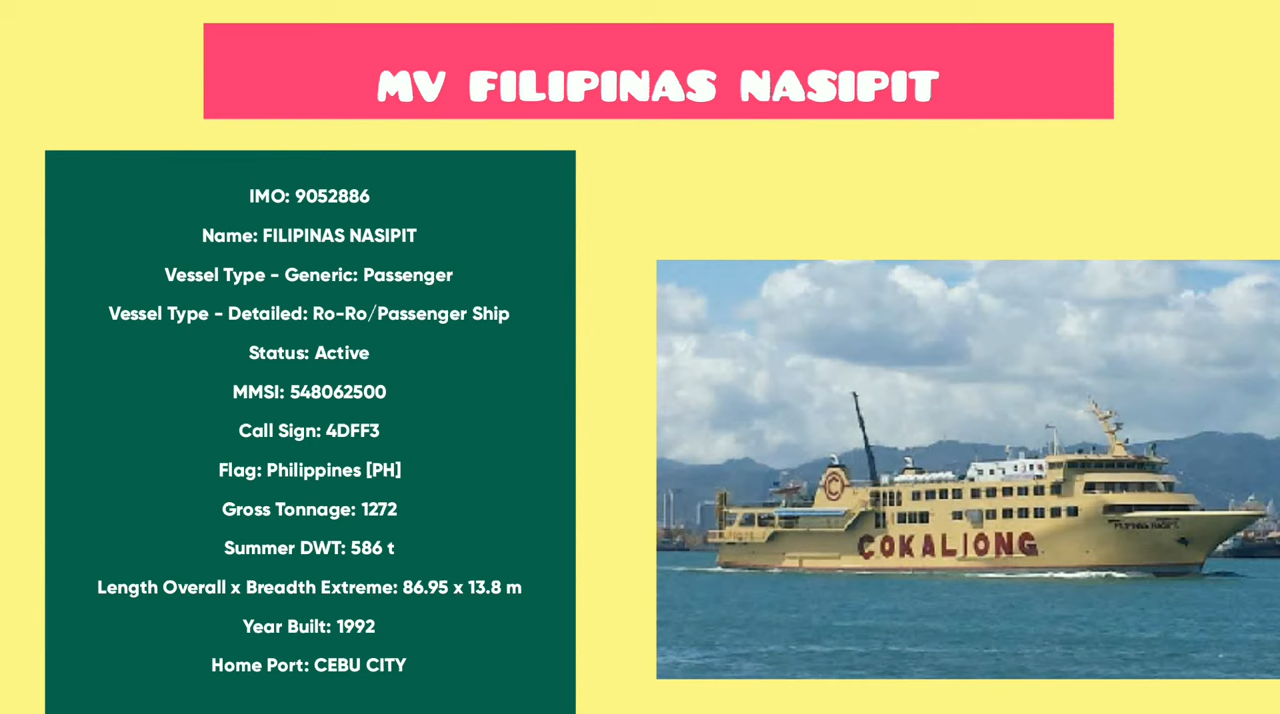 MV FILIPINAS NASIPIT
IMO: 9052886
Name: FILIPINAS NASIPIT
Vessel Type - Generic: Passenger
Vessel Type - Detailed: Ro-Ro/Passenger Ship
Status: Active
MMSI: 548062500
Call Sign: 4DFF3
Flag: Philippines [PH]
Gross Tonnage: 1272
Summer DWT: 586 t
Length Overall x Breadth Extreme: 86.95 x 13.8 m
Year Built: 1992
Home Port: CEBU CITY
C
FILIPINAS NASIPIT
COKALIONG